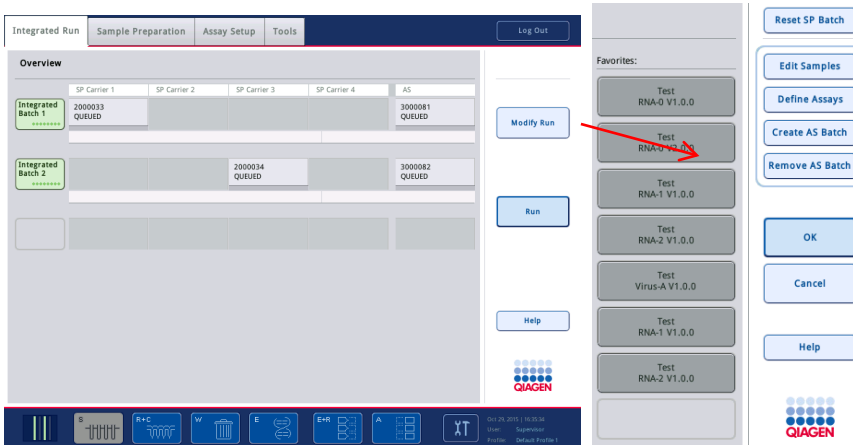 Integrated Run
Sample Preparation
Assay Setup
Tools
Log Out
Overview
SP Carrier 1
SP Carrier 2
SP Carrier 3
SP Carrier 4
AS
Integrated
Batch 1
2000033
QUEUED
3000081
QUEUED
Integrated
Batch 2
2000034
QUEUED
3000082
QUEUED
Modify Run
Run
Help
QIAGEN
S
R+C
W
E
E+R
A
Oct 29, 2015 | 16:35:34
User: Supervisor
Profile: Default Profile 1
Favorites:
Test
RNA-0 V1.0.0
Test
RNA-0 V2.0.0
Test
RNA-1 V1.0.0
Test
RNA-2 V1.0.0
Test
Virus-A V1.0.0
Test
RNA-1 V1.0.0
Test
RNA-2 V1.0.0
Reset SP Batch
Edit Samples
Define Assays
Create AS Batch
Remove AS Batch
OK
Cancel
Help
QIAGEN